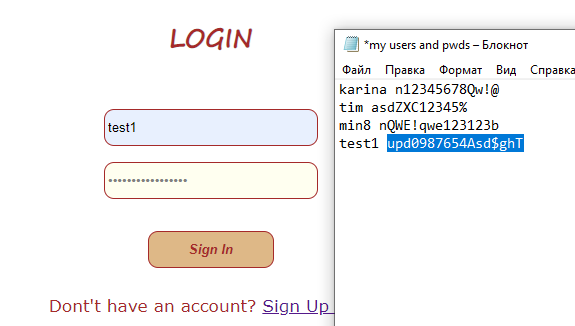 LOGIN
test1
•••••••••••••••••
Sign In
Don't have an account? Sign Up
*my users and pwds – Блокнот
Файл Правка Формат Вид Справка
karina n12345678Qw!@
tim asdZXC12345%
min8 nQWE!qwe123123b
test1 upd0987654Asd$ghT